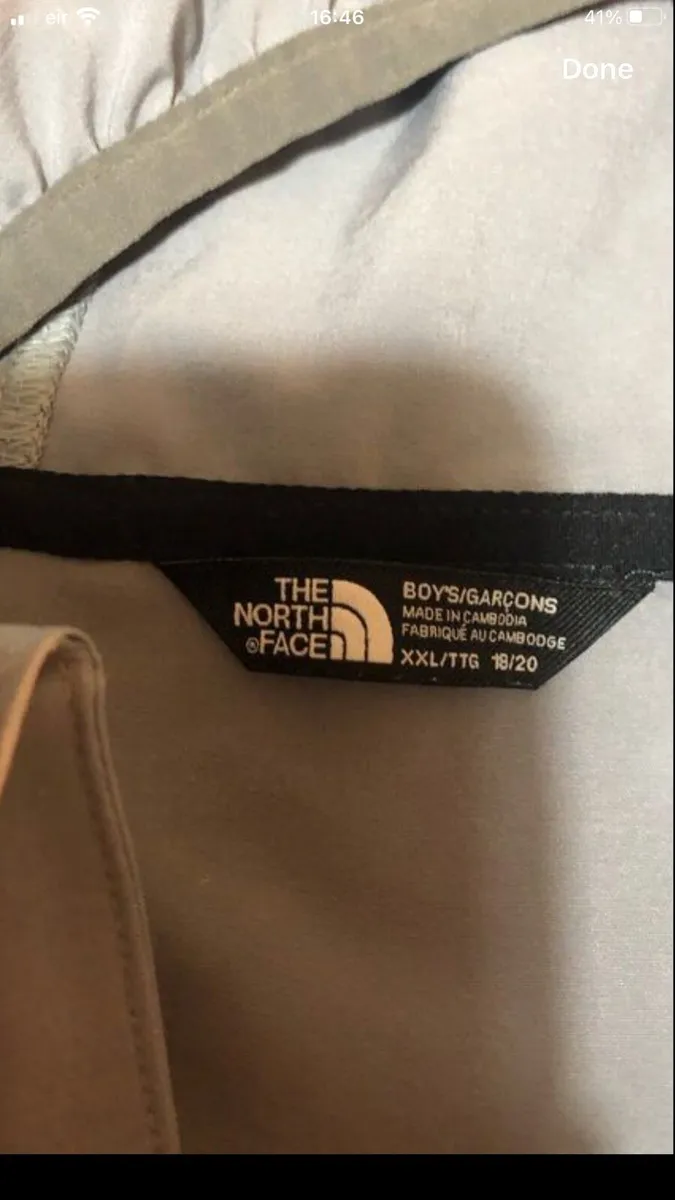 eir 16:46 41%
Done
THE
NORTH
®FACE
BOY'S/GARÇONS
MADE IN CAMBODIA
FABRIQUÉ AU CAMBODGE
XXL/TTG 18/20